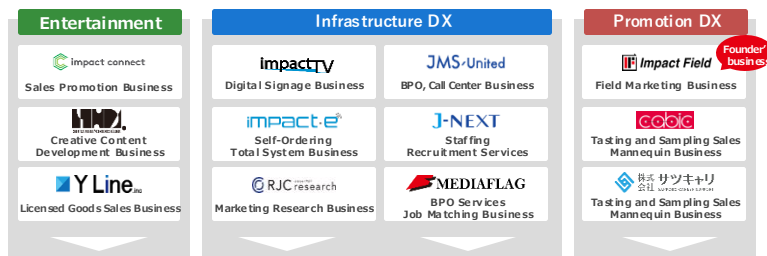 Entertainment
impact connect
Sales Promotion Business
Creative Content
Development Business
Y Line.inc
Licensed Goods Sales Business
Infrastructure DX
impactTV
Digital Signage Business
JMS-United
BPO, Call Center Business
impact-e
Self-Ordering
Total System Business
J-NEXT
Staffing
Recruitment Services
RJC research
Marketing Research Business
MEDIAFLAG
BPO Services
Job Matching Business
Promotion DX
Impact Field
Founder'
busines
Field Marketing Business
cabic
Tasting and Sampling Sales
Mannequin Business
株式
会社 サツキャリ
Tasting and Sampling Sales
Mannequin Business